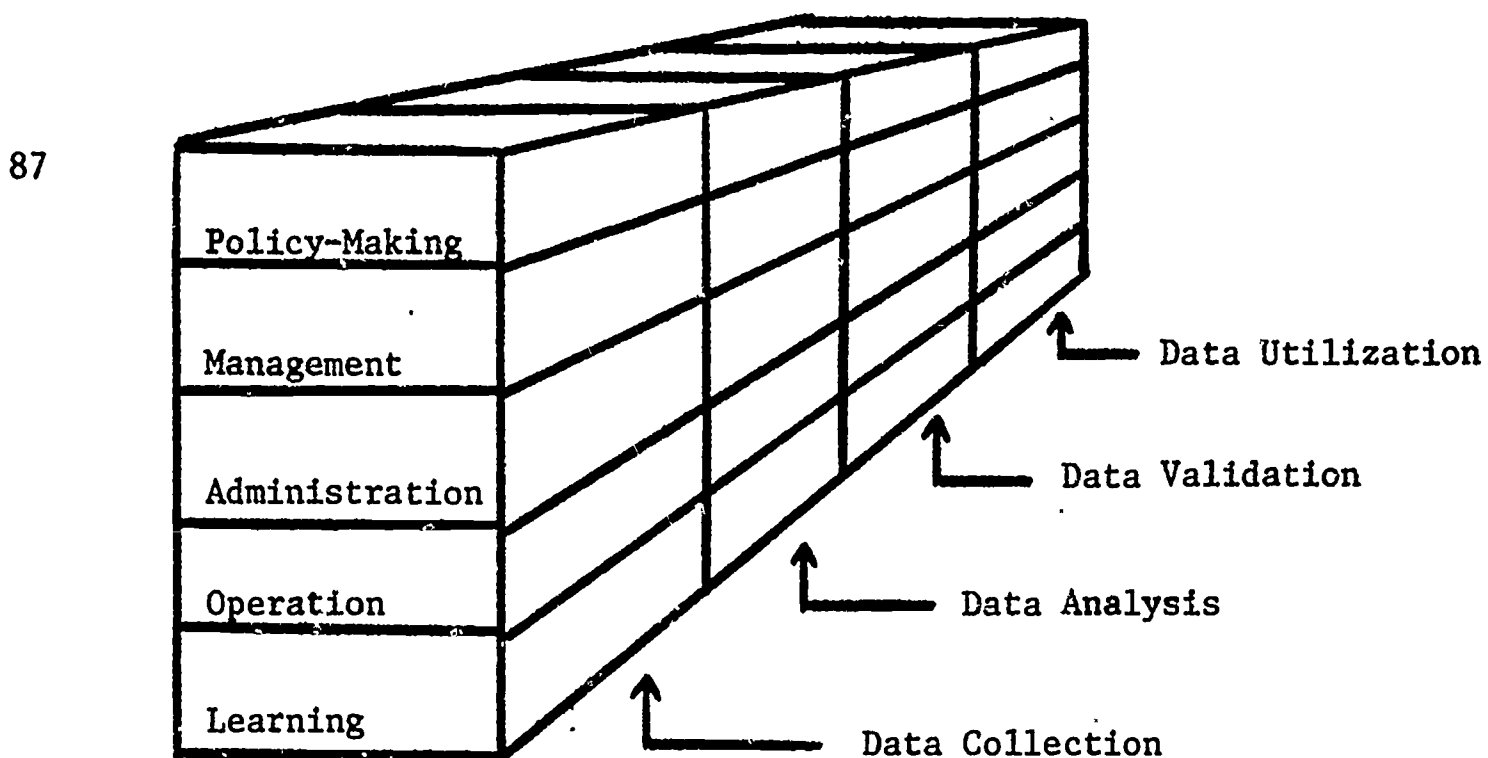 87
Policy-Making
Management
Administration
Operation
Learning
Data Utilization
Data Validation
Data Analysis
Data Collection